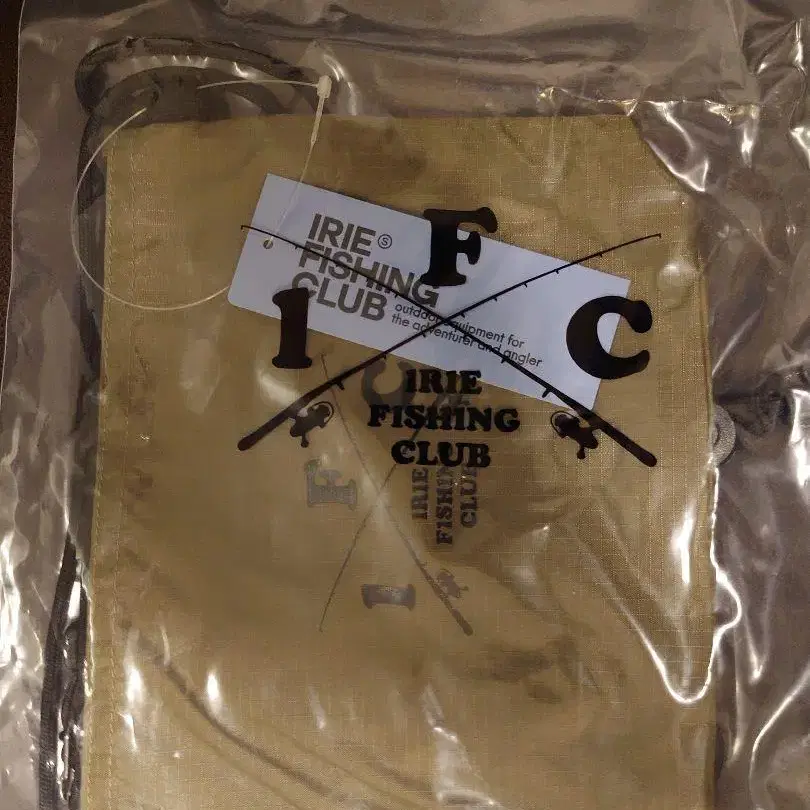 F
I
C
IRIE
FISHING
CLUB
IRIE Ⓢ
FISHING
CLUB
outdoor equipment for
the adventurer and angler
F
I
C
IRIE
FISHING
CLUB